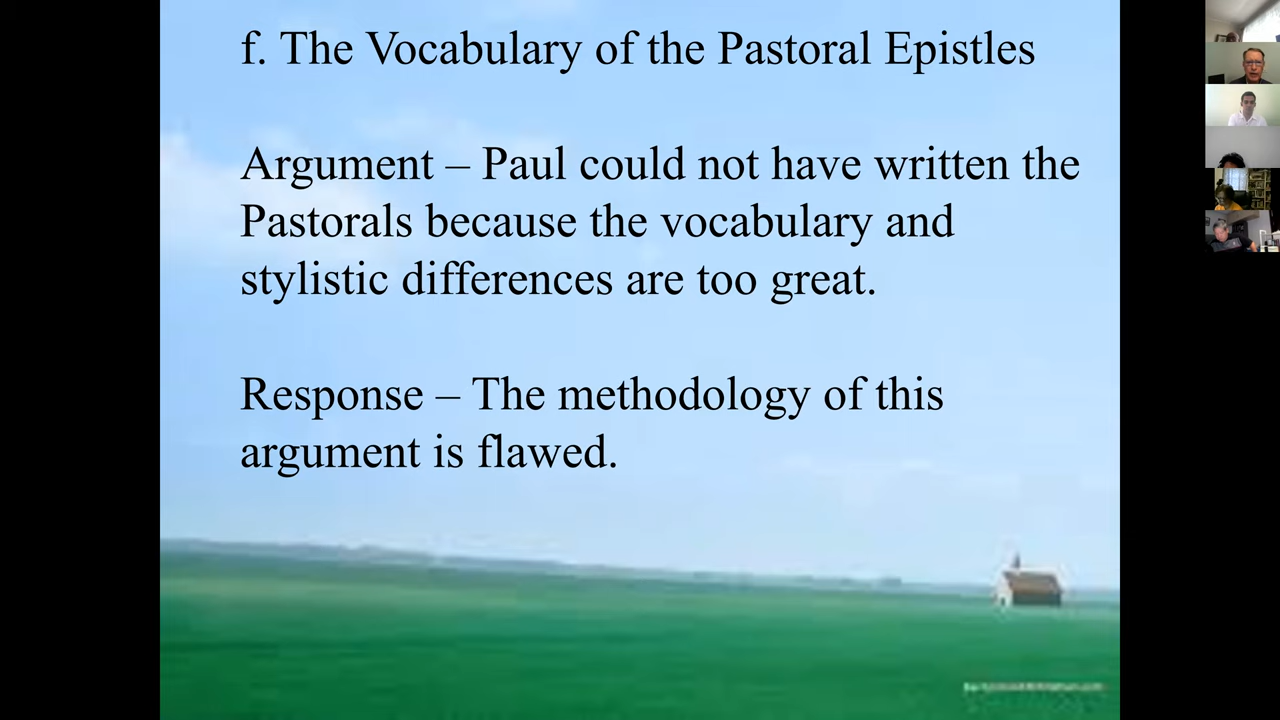 f. The Vocabulary of the Pastoral Epistles
Argument – Paul could not have written the
Pastorals because the vocabulary and
stylistic differences are too great.
Response – The methodology of this
argument is flawed.